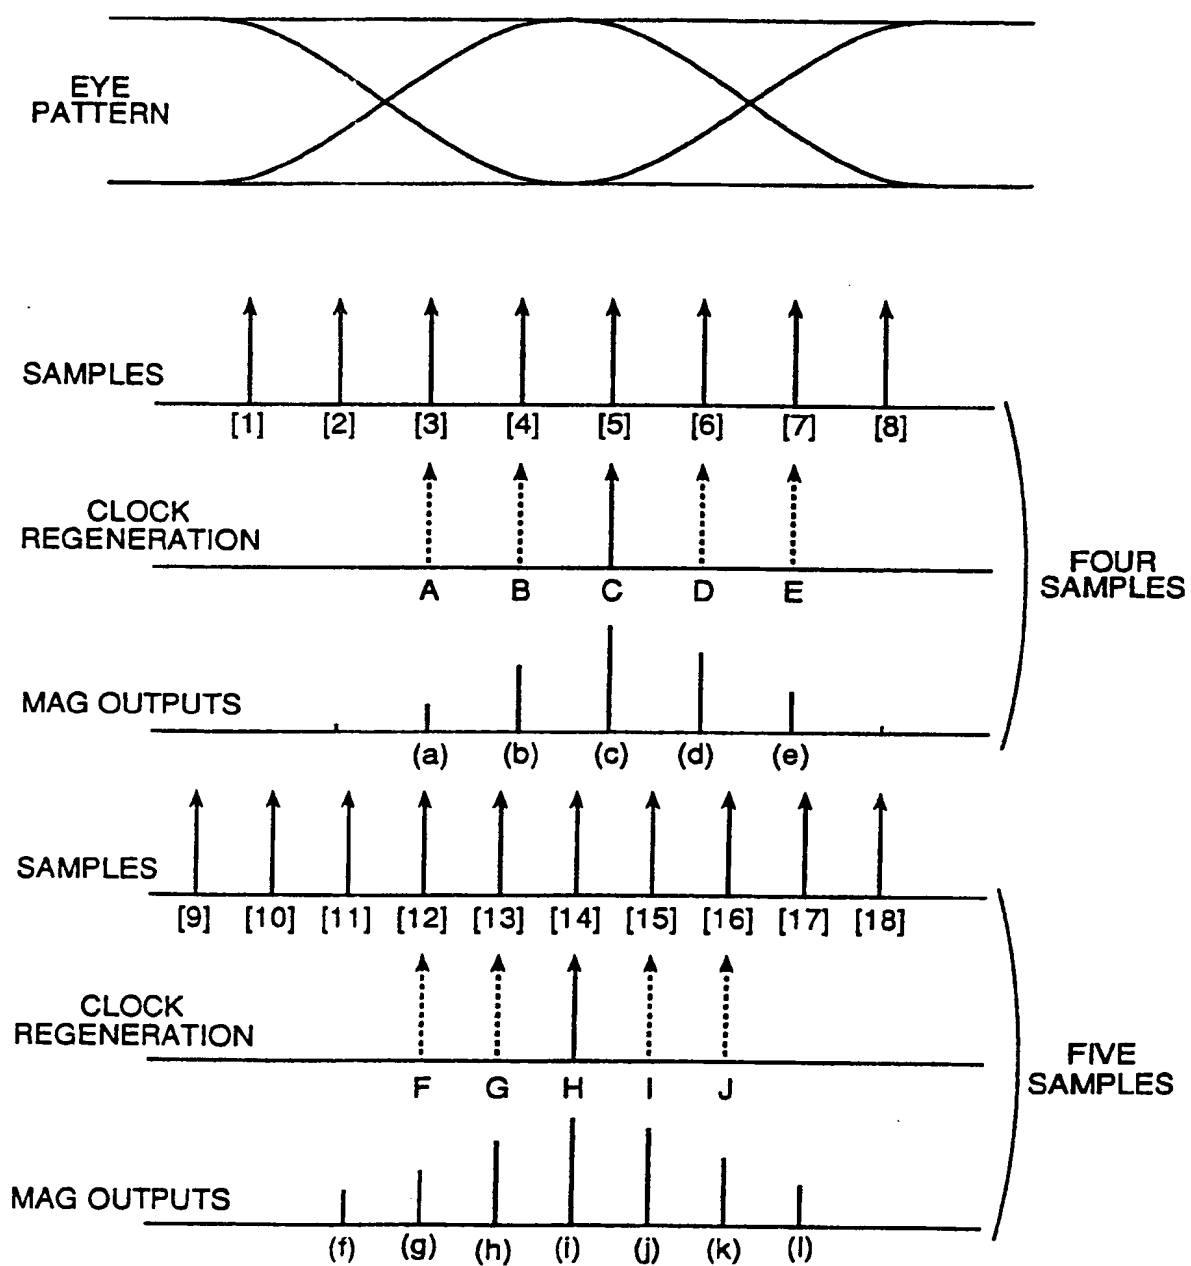 EYE
PATTERN
SAMPLES
[1] [2] [3] [4] [5] [6] [7] [8]
CLOCK
REGENERATION
A B C D E
FOUR
SAMPLES
MAG OUTPUTS
(a) (b) (c) (d) (e)
SAMPLES
[9] [10] [11] [12] [13] [14] [15] [16] [17] [18]
CLOCK
REGENERATION
F G H I J
FIVE
SAMPLES
MAG OUTPUTS
(f) (g) (h) (i) (j) (k) (l)